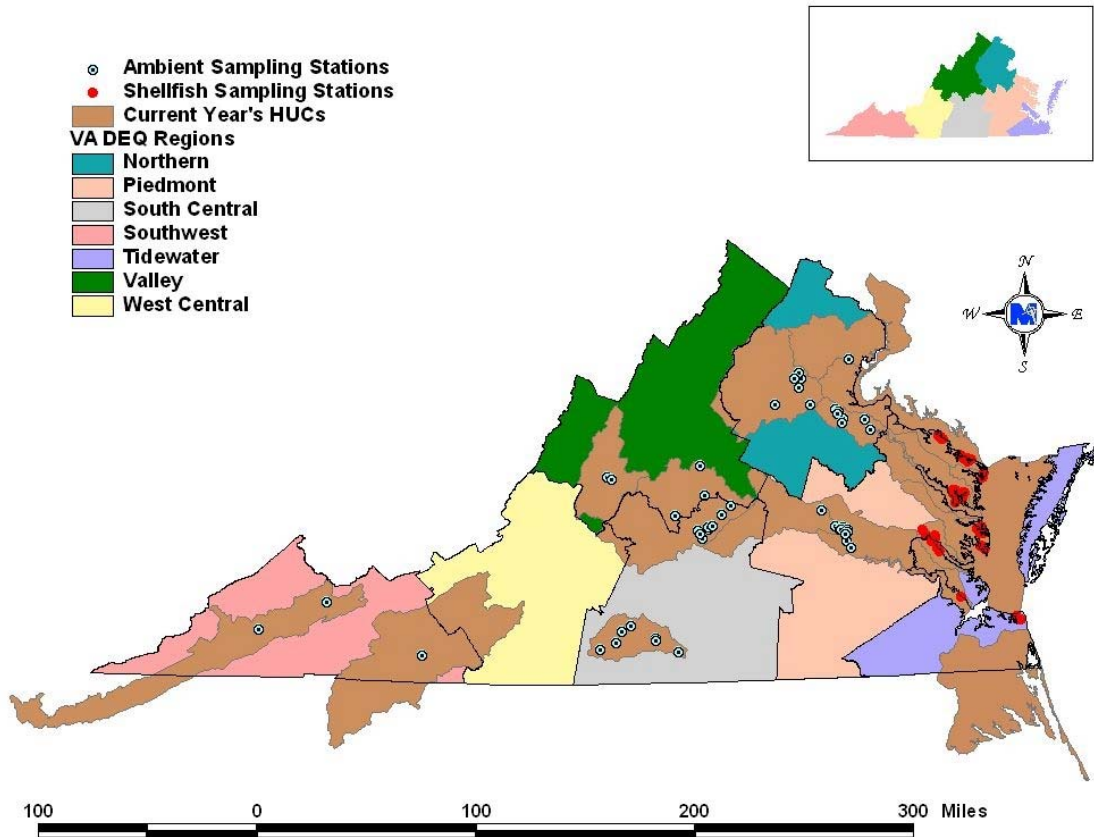 Ambient Sampling Stations
Shellfish Sampling Stations
Current Year's HUCs
VA DEQ Regions
Northern
Piedmont
South Central
Southwest
Tidewater
Valley
West Central
N
W E
S
M
100 0 100 200 300 Miles